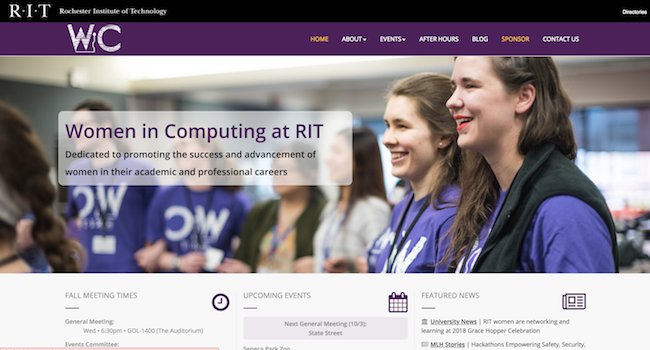 R·I·T Rochester Institute of Technology
Directories
WiC
HOME ABOUT EVENTS AFTER HOURS BLOG SPONSOR CONTACT US
Women in Computing at RIT
Dedicated to promoting the success and advancement of
women in their academic and professional careers
WiC
FALL MEETING TIMES
General Meeting:
Wed • 6:30pm • GOL-1400 (The Auditorium)
Events Committee:
UPCOMING EVENTS
Next General Meeting (10/3):
State Street
Seneca Park Zoo
FEATURED NEWS
University News | RIT women are networking and
learning at 2018 Grace Hopper Celebration
MLH Stories | Hackathons Empowering Safety, Security,